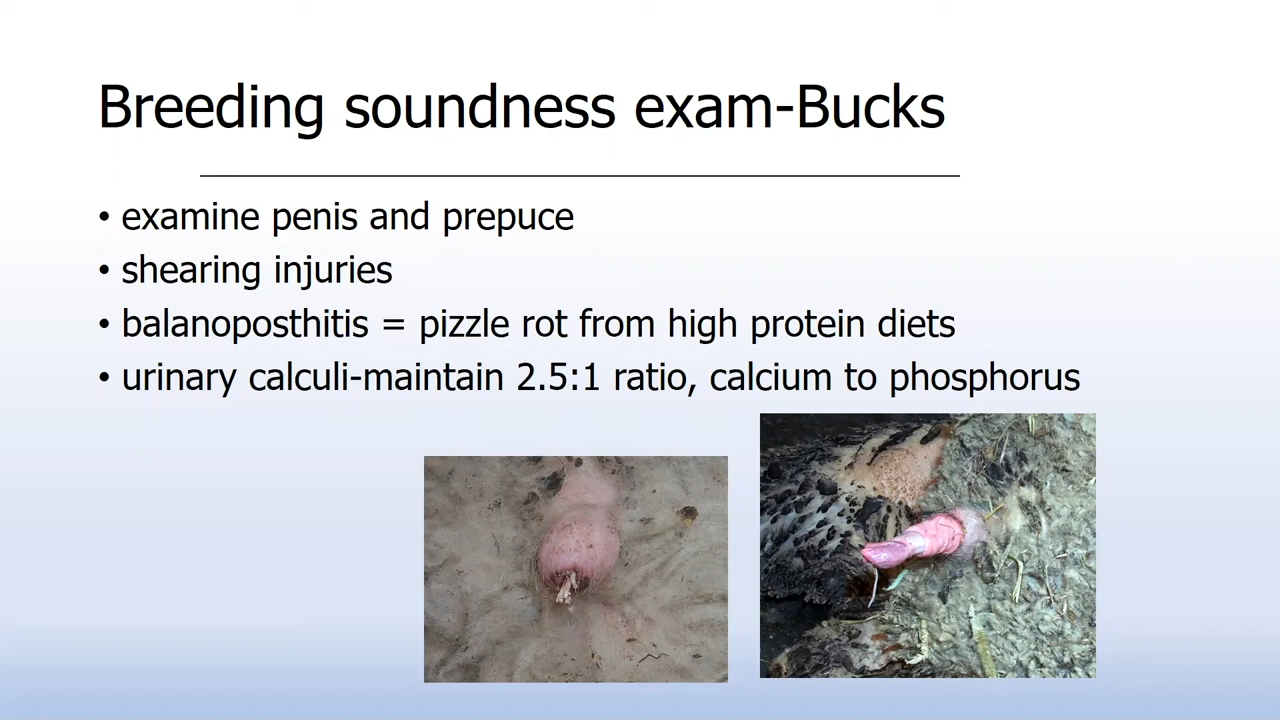 Breeding soundness exam-Bucks
• examine penis and prepuce
• shearing injuries
• balanoposthitis = pizzle rot from high protein diets
• urinary calculi-maintain 2.5:1 ratio, calcium to phosphorus